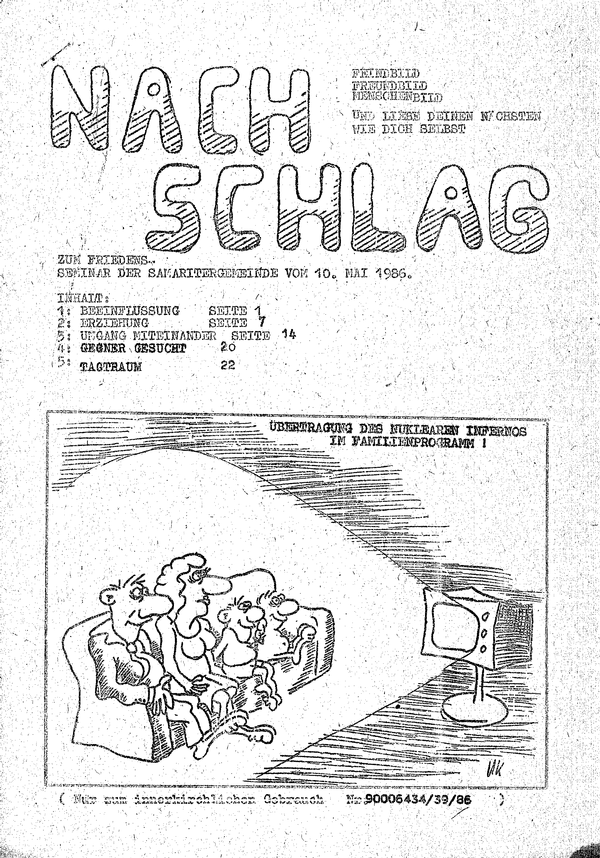 NACH
SCHLAG
FEINDBILD
FREUNDBILD
MENSCHENBILD
UND LIEBE DEINEN NÄCHSTEN
WIE DICH SELBST
ZUM FRIEDENS-
SEMINAR DER SAMARITERGEMEINDE VOM 10. MAI 1986.
INHALT:
1: BEEINFLUSSUNG SEITE 1
2: ERZIEHUNG SEITE 7
3: UMGANG MITEINANDER SEITE 14
4: GEGNER GESUCHT 20
5: TAGTRAUM 22
ÜBERTRAGUNG DES NUKLEAREN INFERNOS
IM FAMILIENPROGRAMM !
( Nur zum innerkirchlichen Gebrauch Nr.90006434/39/86 )